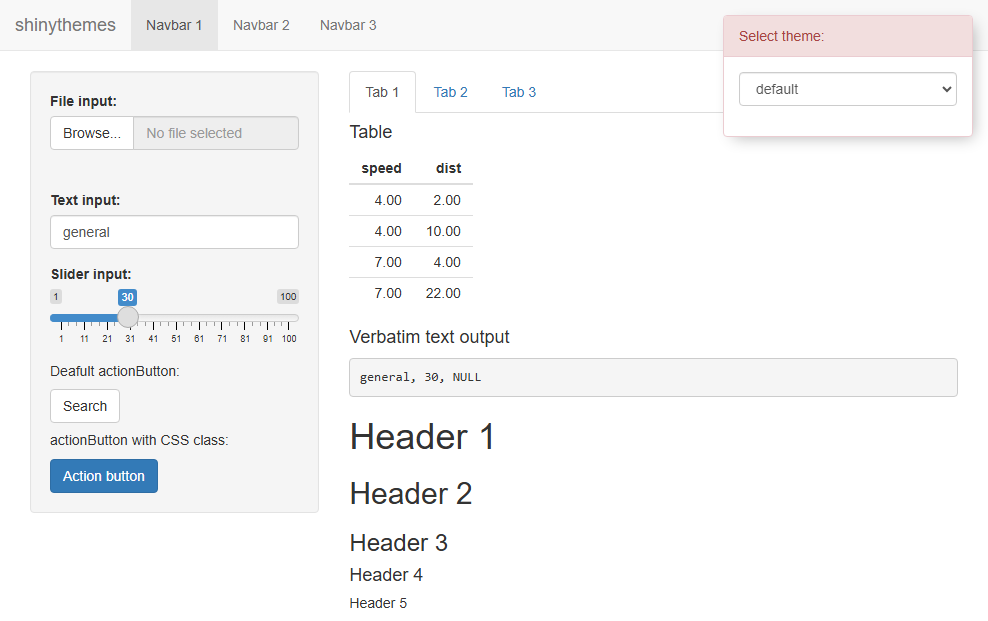 shinythemes Navbar 1 Navbar 2 Navbar 3
Select theme:
default
File input:
Browse... No file selected
Text input:
general
Slider input:
1 30 100
1 11 21 31 41 51 61 71 81 91 100
Deafult actionButton:
Search
actionButton with CSS class:
Action button
Tab 1 Tab 2 Tab 3
Table
speed dist
4.00 2.00
4.00 10.00
7.00 4.00
7.00 22.00
Verbatim text output
general, 30, NULL
Header 1
Header 2
Header 3
Header 4
Header 5